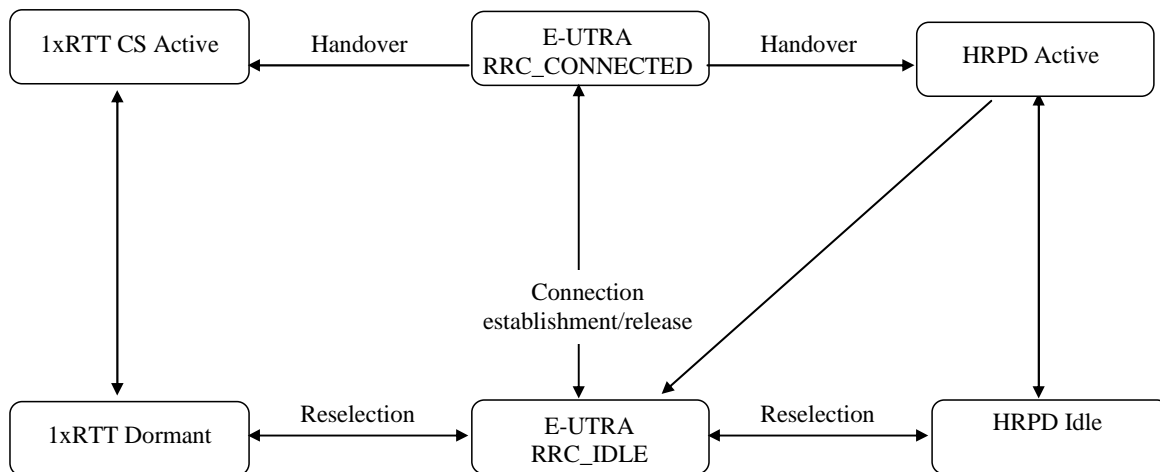 1xRTT CS Active
Handover
E-UTRA
RRC_CONNECTED
Handover
HRPD Active
Connection
establishment/release
1xRTT Dormant
Reselection
E-UTRA
RRC_IDLE
Reselection
HRPD Idle